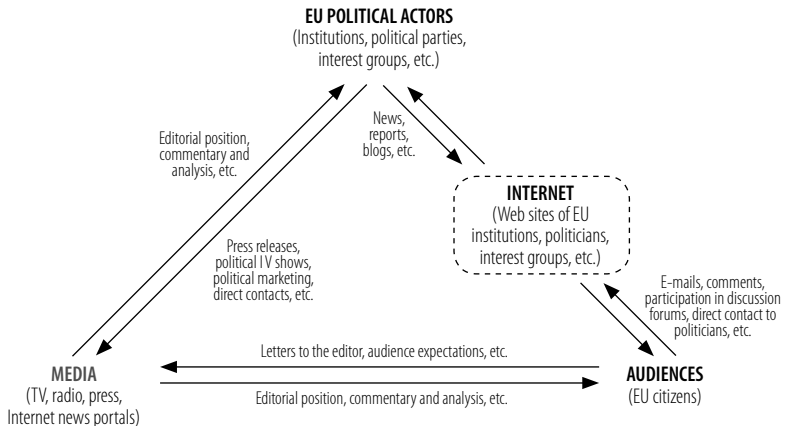 EU POLITICAL ACTORS
(Institutions, political parties,
interest groups, etc.)
News,
reports,
blogs, etc.
Editorial position,
commentary and
analysis, etc.
INTERNET
(Web sites of EU
institutions, politicians,
interest groups, etc.)
Press releases,
political I V shows,
political marketing,
direct contacts, etc.
E-mails, comments,
participation in discussion
forums, direct contact to
politicians, etc.
Letters to the editor, audience expectations, etc.
MEDIA
(TV, radio, press,
Internet news portals)
Editorial position, commentary and analysis, etc.
AUDIENCES
(EU citizens)